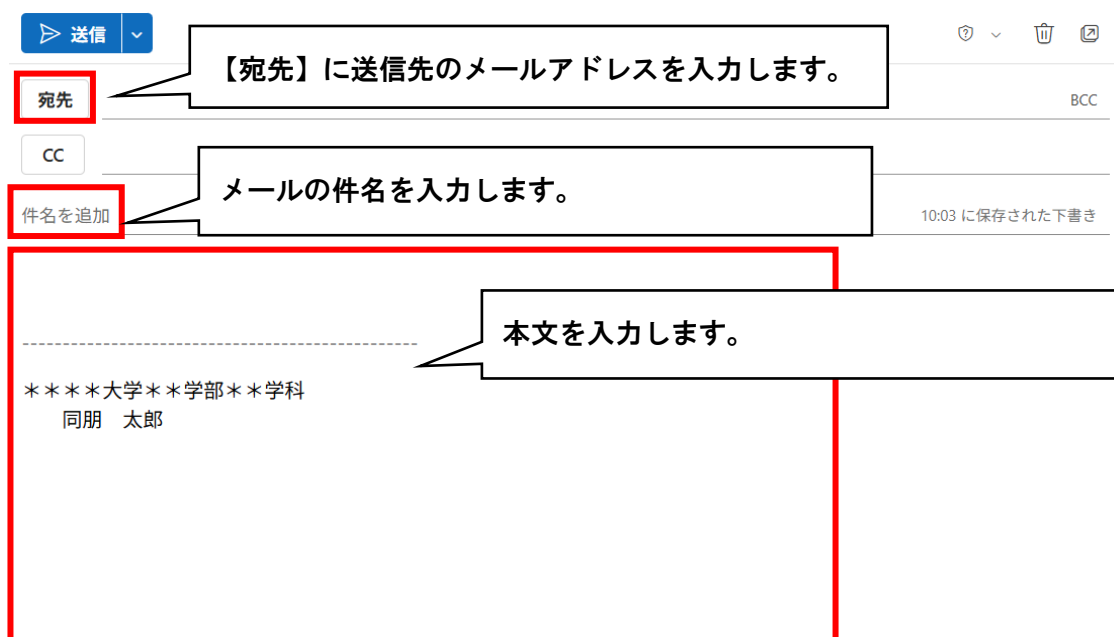 送信
【宛先】に送信先のメールアドレスを入力します。
宛先
BCC
CC
メールの件名を入力します。
件名を追加
10:03 に保存された下書き
本文を入力します。
------------------------------------------------
＊＊＊＊大学＊＊学部＊＊学科
同朋　太郎